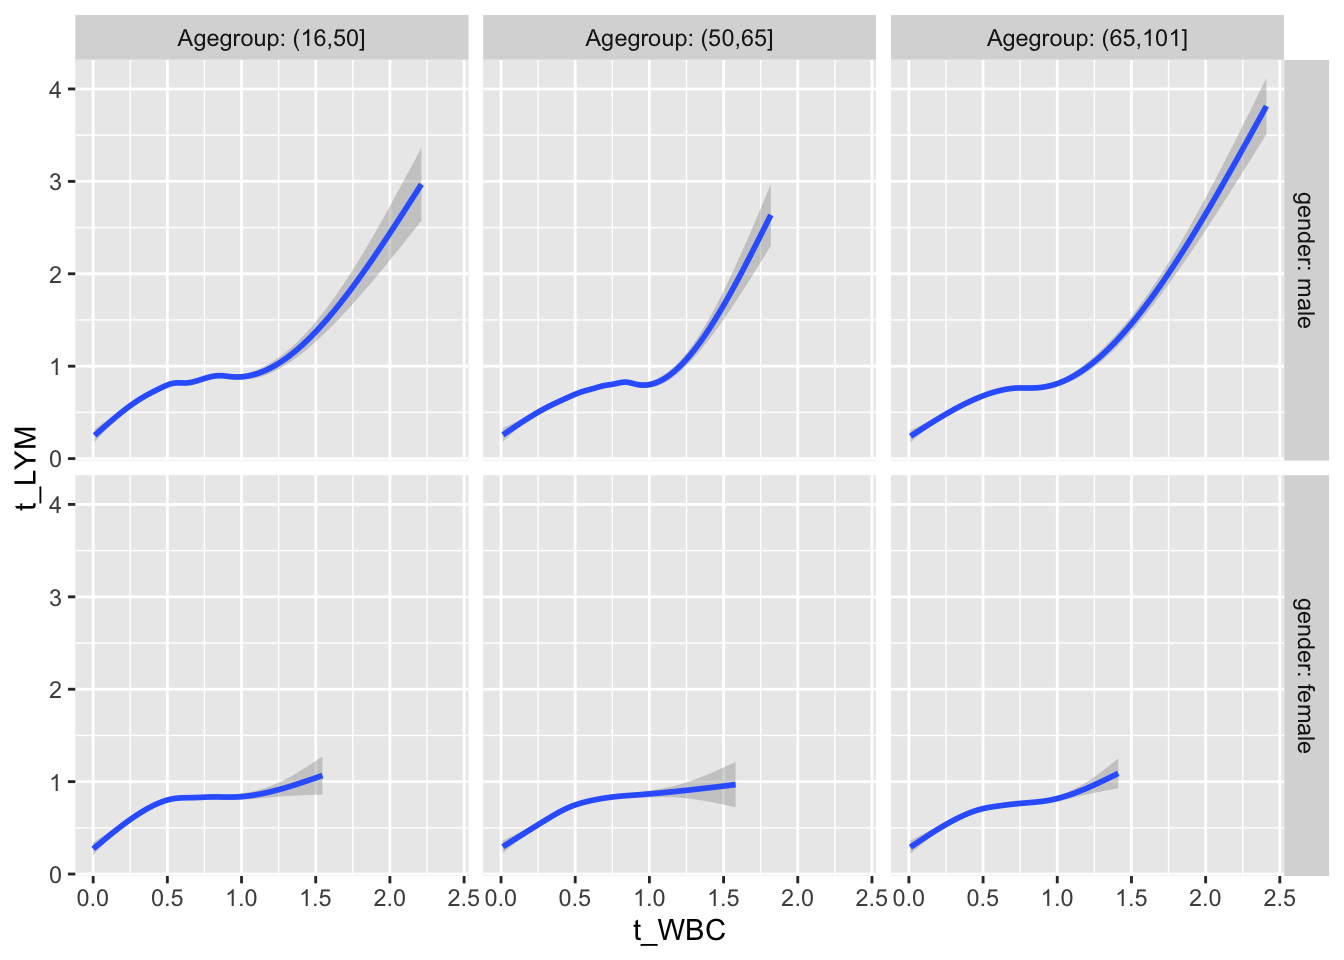 Agegroup: (16,50]
Agegroup: (50,65]
Agegroup: (65,101]
4
3
2
1
0
gender: male
t_LYM
4
3
2
1
0
gender: female
0.0 0.5 1.0 1.5 2.0 2.5
0.0 0.5 1.0 1.5 2.0 2.5
0.0 0.5 1.0 1.5 2.0 2.5
t_WBC